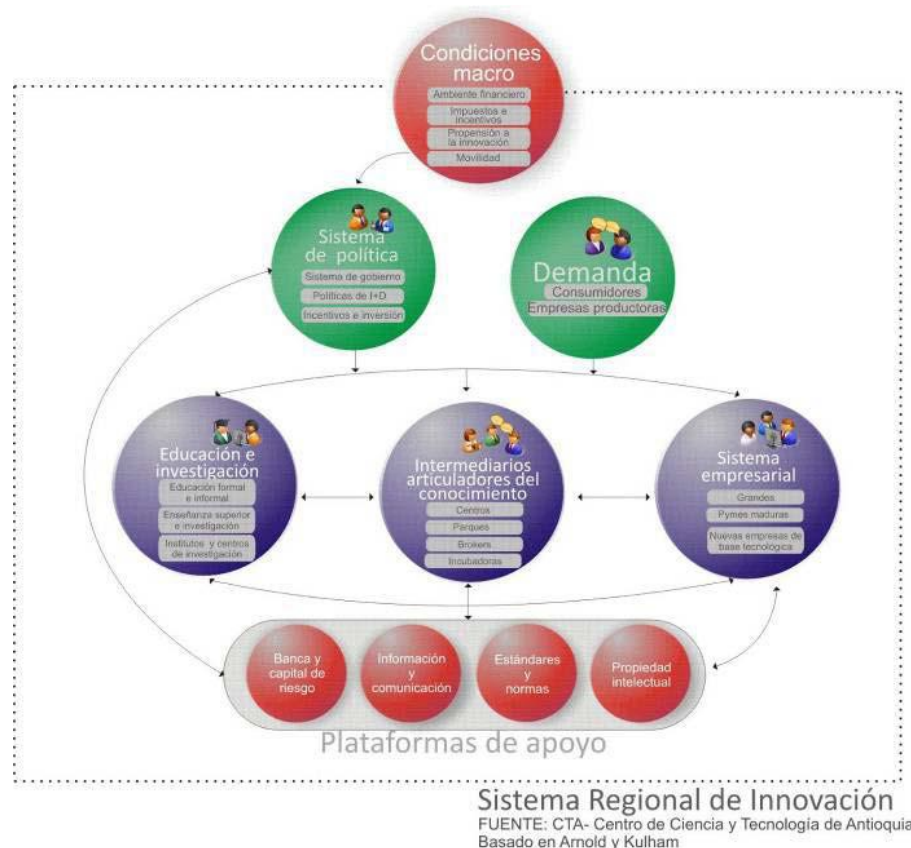 Condiciones
macro
Ambiente financiero
Impuestos e
incentivos
Propensión a
la innovación
Movilidad
Sistema
de política
Sistema de gobierno
Políticas de I+D
Incentivos e inversión
Demanda
Consumidores
Empresas productoras
Educación e
investigación
Educación formal
e informal
Enseñanza superior
e investigación
Institutos y centros
de investigación
Intermediarios
articuladores del
conocimiento
Centros
Parques
Brokers
Incubadoras
Sistema
empresarial
Grandes
Pymes maduras
Nuevas empresas de
base tecnológica
Banca y
capital de
riesgo
Información
y
comunicación
Estándares
y
normas
Propiedad
intelectual
Plataformas de apoyo
Sistema Regional de Innovación
FUENTE: CTA- Centro de Ciencia y Tecnología de Antioquia
Basado en Arnold y Kulham